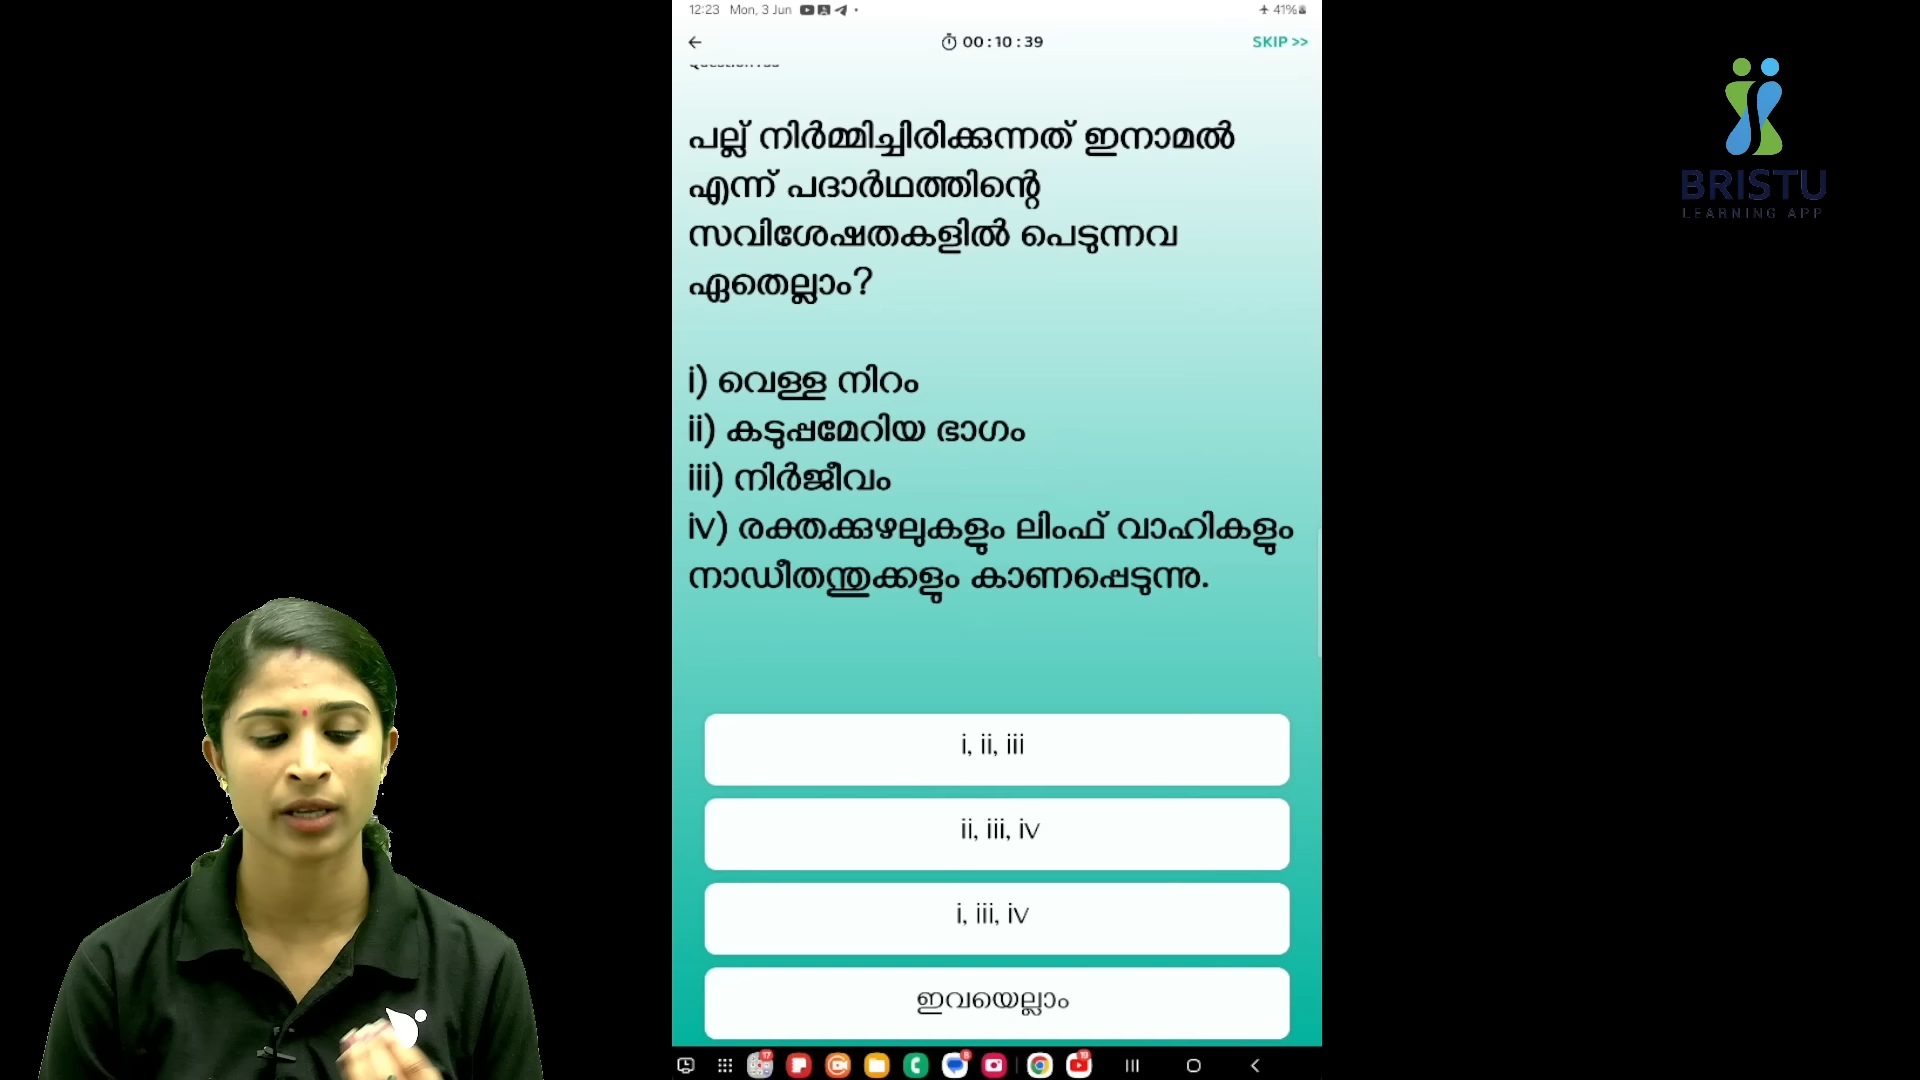 12:23 Mon, 3 Jun
41%
00 : 10 : 39
SKIP >>
BRISTU
LEARNING APP
പല്ല് നിർമ്മിച്ചിരിക്കുന്നത് ഇനാമൽ
എന്ന് പദാർഥത്തിന്റെ
സവിശേഷതകളിൽ പെടുന്നവ
ഏതെല്ലാം?
i) വെള്ള നിറം
ii) കടുപ്പമേറിയ ഭാഗം
iii) നിർജീവം
iv) രക്തക്കുഴലുകളും ലിംഫ് വാഹികളും
നാഡീതന്തുക്കളും കാണപ്പെടുന്നു.
i, ii, iii
ii, iii, iv
i, iii, iv
ഇവയെല്ലാം